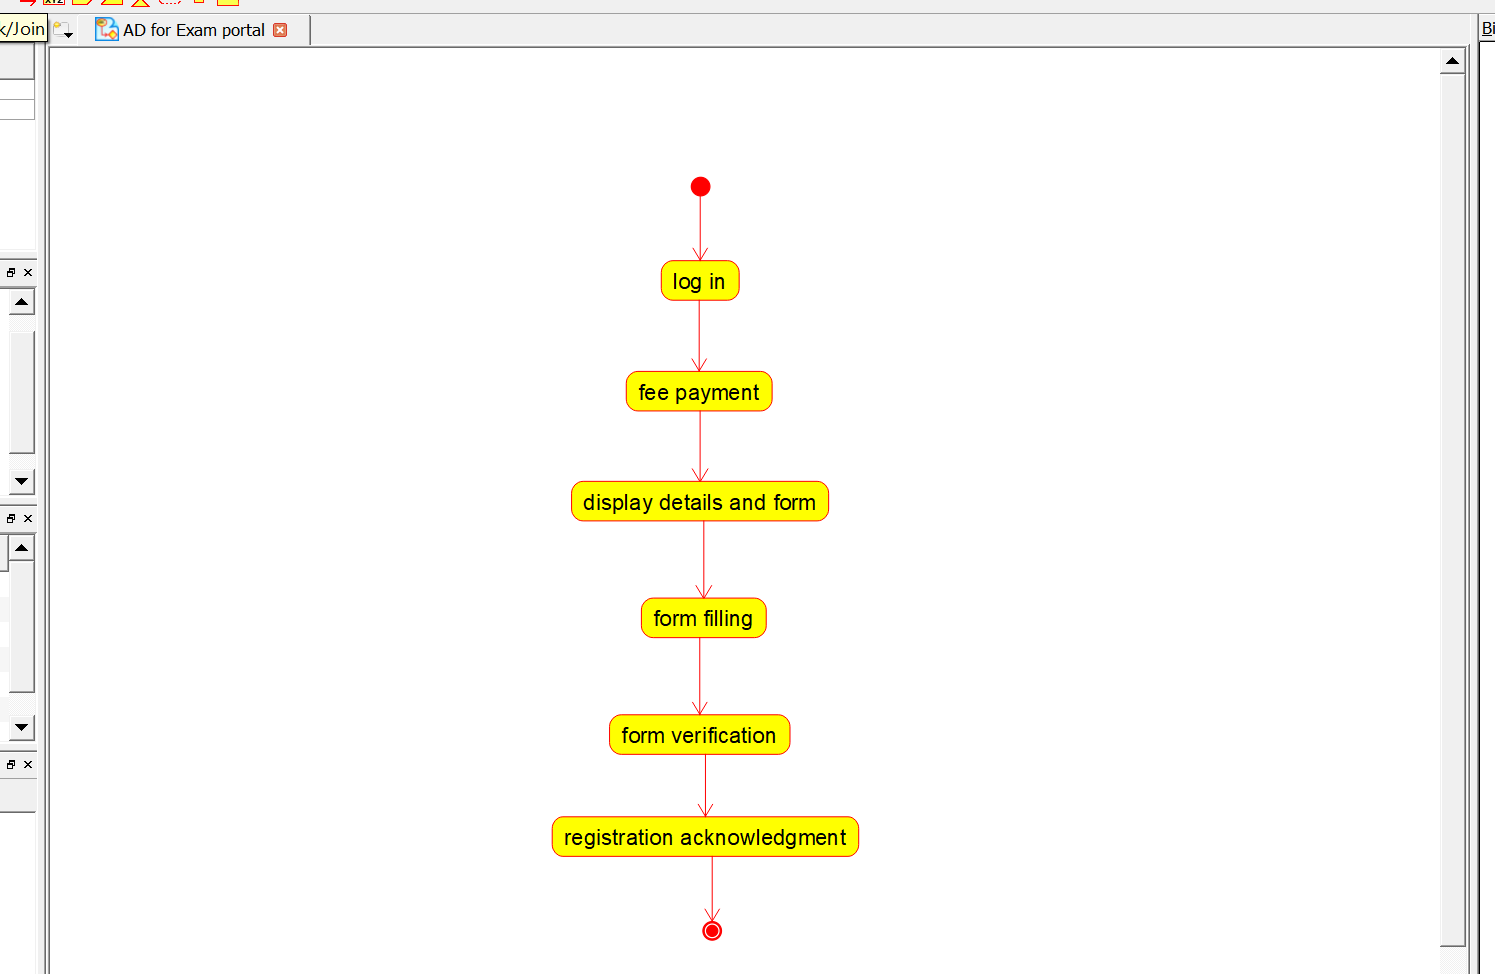 XYZ
k/Join
AD for Exam portal
Bi
log in
fee payment
display details and form
form filling
form verification
registration acknowledgment